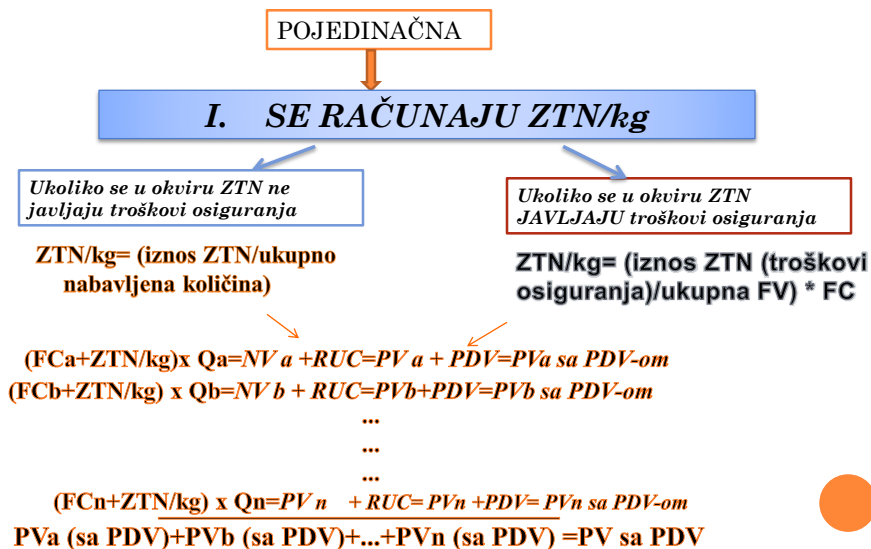 POJEDINAČNA
I. SE RAČUNAJU ZTN/kg
Ukoliko se u okviru ZTN ne
javljaju troškovi osiguranja
Ukoliko se u okviru ZTN
JAVLJAJU troškovi osiguranja
ZTN/kg= (iznos ZTN/ukupno
nabavljena količina)
ZTN/kg= (iznos ZTN (troškovi
osiguranja)/ukupna FV) * FC
(FCa+ZTN/kg)x Qa=NV a +RUC=PV a + PDV=PVa sa PDV-om
(FCb+ZTN/kg) x Qb=NV b + RUC=PVb+PDV=PVb sa PDV-om
...
...
...
(FCn+ZTN/kg) x Qn=PV n + RUC= PVn +PDV= PVn sa PDV-om
PVa (sa PDV)+PVb (sa PDV)+...+PVn (sa PDV) =PV sa PDV